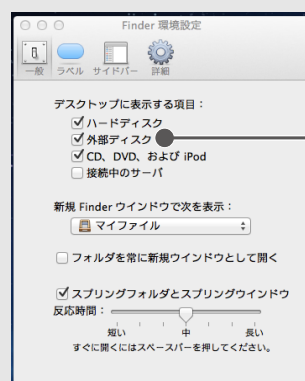 Finder 環境設定
一般 ラベル サイドバー 詳細
デスクトップに表示する項目：
ハードディスク
外部ディスク
CD、DVD、および iPod
接続中のサーバ
新規 Finder ウインドウで次を表示：
マイファイル
フォルダを常に新規ウインドウとして開く
スプリングフォルダとスプリングウインドウ
反応時間：
短い 中 長い
すぐに開くにはスペースバーを押してください。